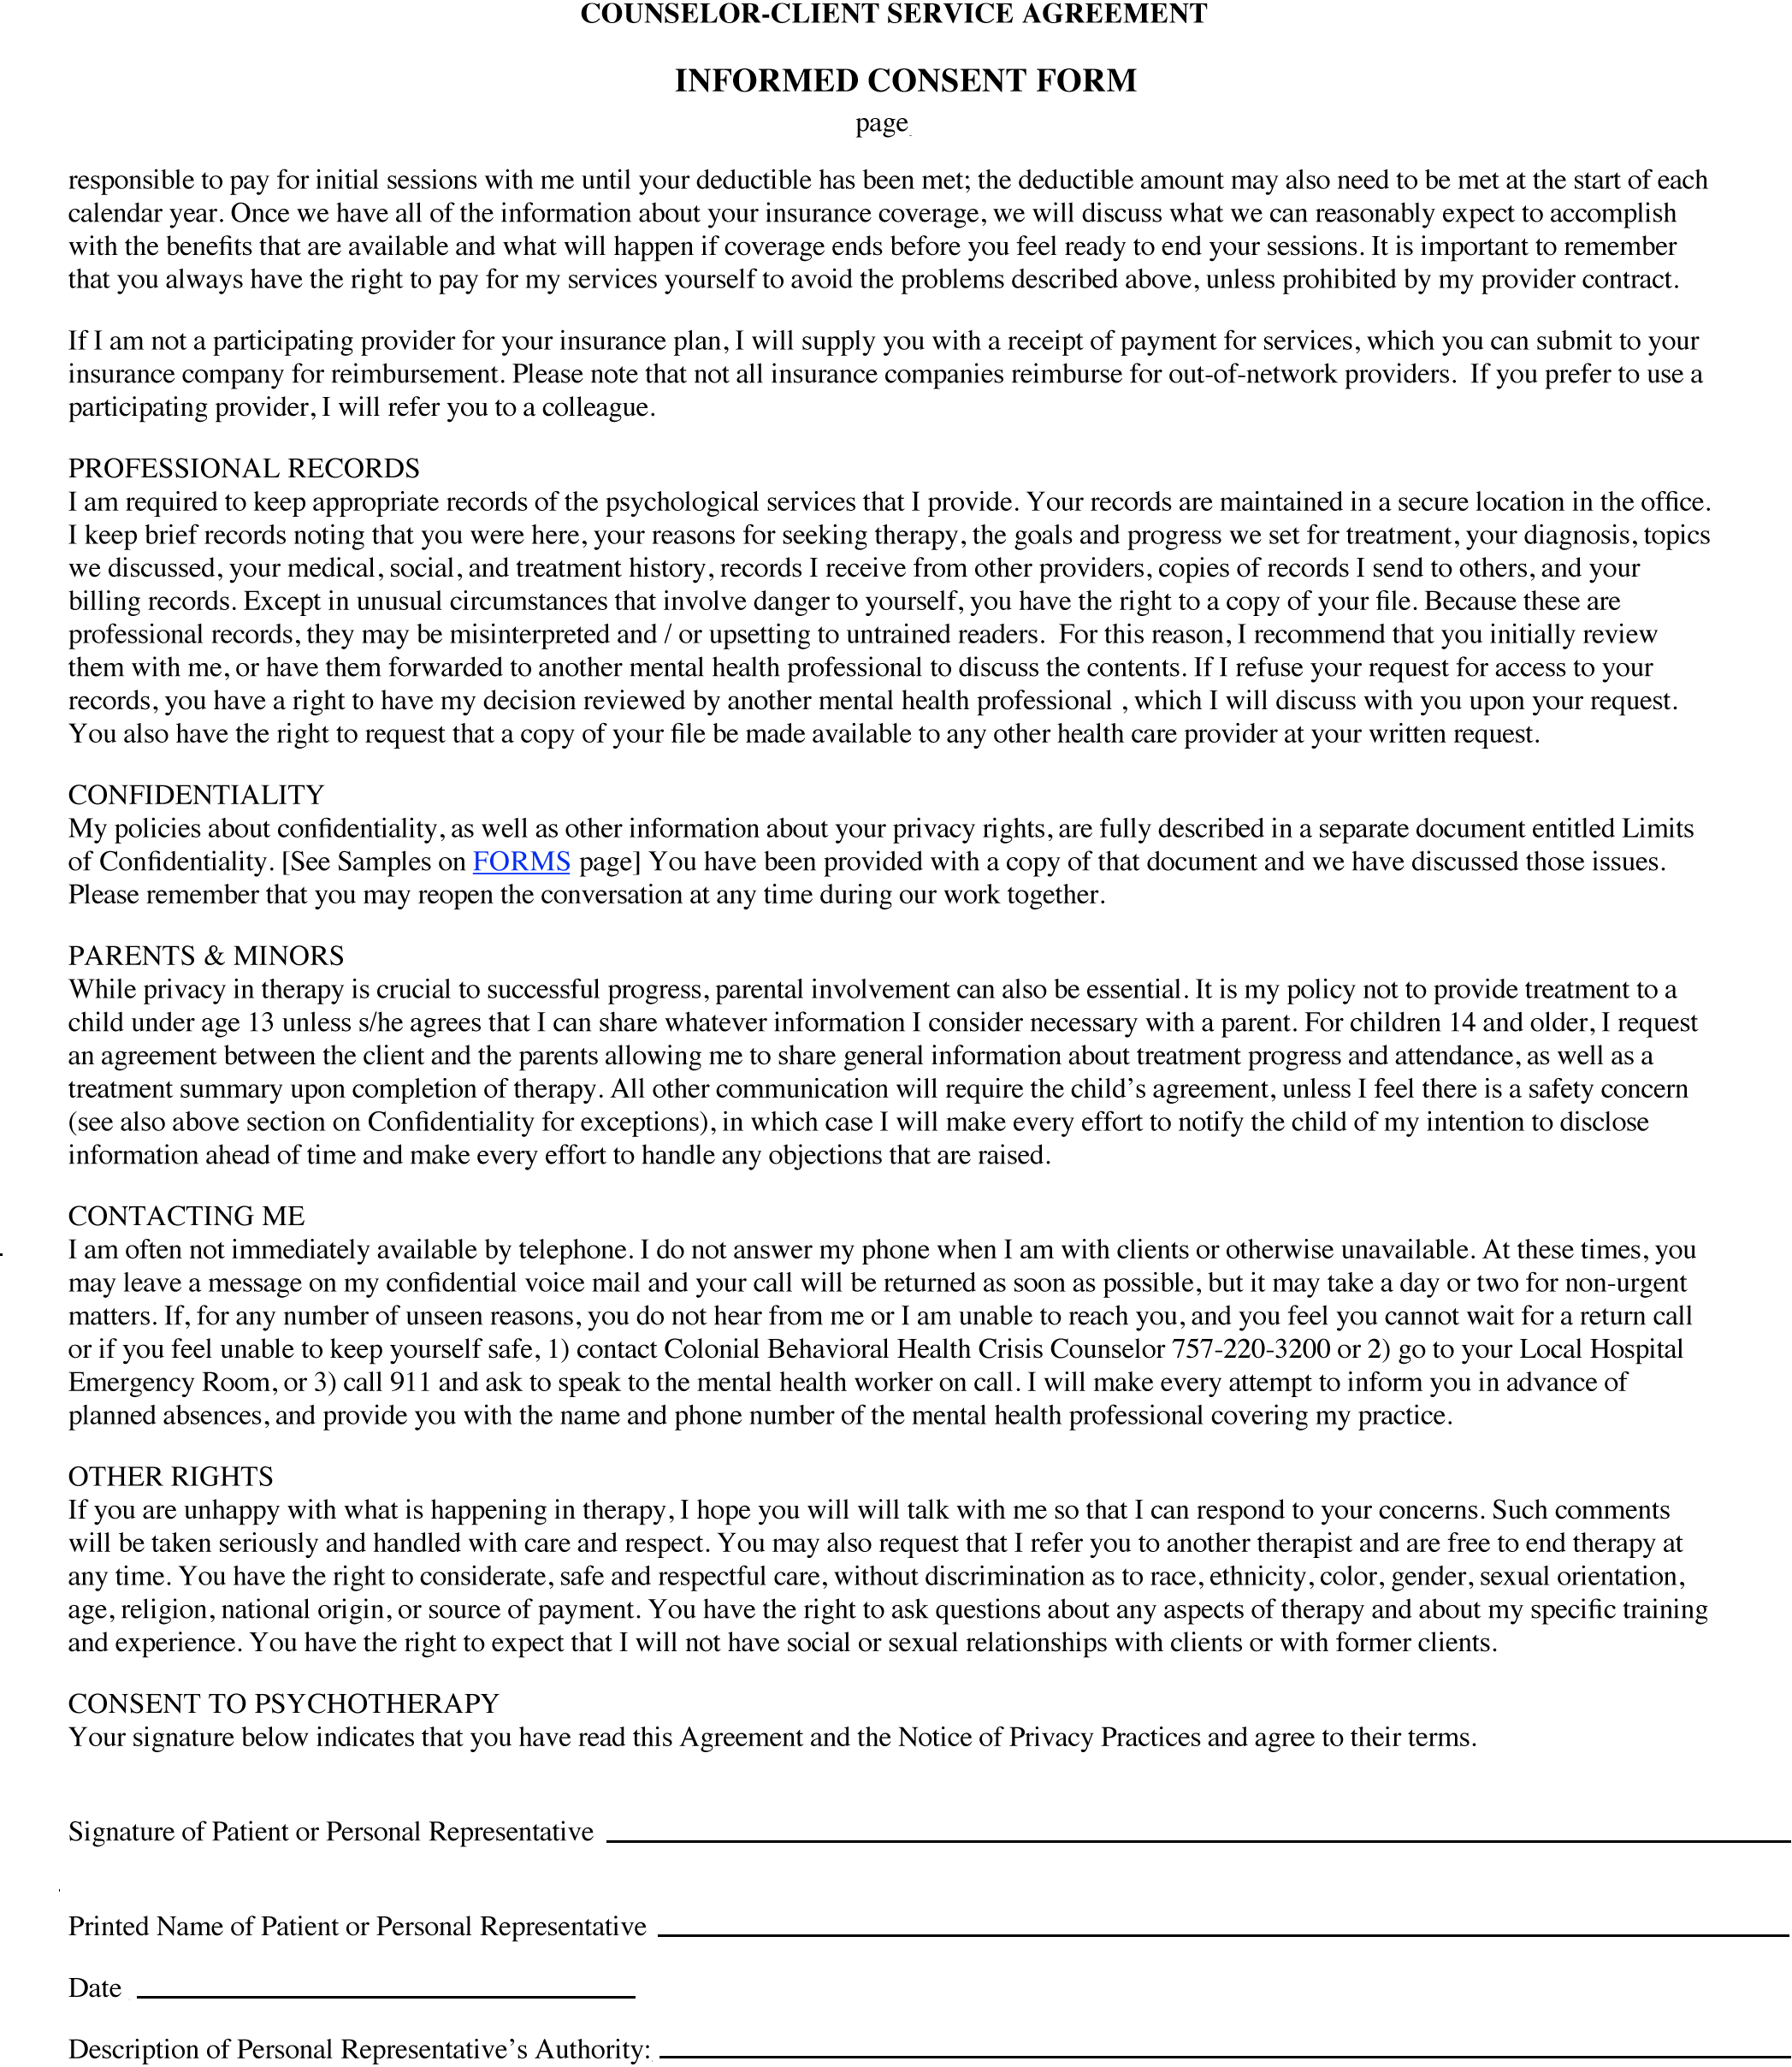 COUNSELOR-CLIENT SERVICE AGREEMENT
INFORMED CONSENT FORM
page
responsible to pay for initial sessions with me until your deductible has been met; the deductible amount may also need to be met at the start of each
calendar year. Once we have all of the information about your insurance coverage, we will discuss what we can reasonably expect to accomplish
with the benefits that are available and what will happen if coverage ends before you feel ready to end your sessions. It is important to remember
that you always have the right to pay for my services yourself to avoid the problems described above, unless prohibited by my provider contract.
If I am not a participating provider for your insurance plan, I will supply you with a receipt of payment for services, which you can submit to your
insurance company for reimbursement. Please note that not all insurance companies reimburse for out-of-network providers.  If you prefer to use a
participating provider, I will refer you to a colleague.
PROFESSIONAL RECORDS
I am required to keep appropriate records of the psychological services that I provide. Your records are maintained in a secure location in the office.
I keep brief records noting that you were here, your reasons for seeking therapy, the goals and progress we set for treatment, your diagnosis, topics
we discussed, your medical, social, and treatment history, records I receive from other providers, copies of records I send to others, and your
billing records. Except in unusual circumstances that involve danger to yourself, you have the right to a copy of your file. Because these are
professional records, they may be misinterpreted and / or upsetting to untrained readers.  For this reason, I recommend that you initially review
them with me, or have them forwarded to another mental health professional to discuss the contents. If I refuse your request for access to your
records, you have a right to have my decision reviewed by another mental health professional , which I will discuss with you upon your request.
You also have the right to request that a copy of your file be made available to any other health care provider at your written request.
CONFIDENTIALITY
My policies about confidentiality, as well as other information about your privacy rights, are fully described in a separate document entitled Limits
of Confidentiality. [See Samples on FORMS page] You have been provided with a copy of that document and we have discussed those issues.
Please remember that you may reopen the conversation at any time during our work together.
PARENTS & MINORS
While privacy in therapy is crucial to successful progress, parental involvement can also be essential. It is my policy not to provide treatment to a
child under age 13 unless s/he agrees that I can share whatever information I consider necessary with a parent. For children 14 and older, I request
an agreement between the client and the parents allowing me to share general information about treatment progress and attendance, as well as a
treatment summary upon completion of therapy. All other communication will require the child’s agreement, unless I feel there is a safety concern
(see also above section on Confidentiality for exceptions), in which case I will make every effort to notify the child of my intention to disclose
information ahead of time and make every effort to handle any objections that are raised.
CONTACTING ME
I am often not immediately available by telephone. I do not answer my phone when I am with clients or otherwise unavailable. At these times, you
may leave a message on my confidential voice mail and your call will be returned as soon as possible, but it may take a day or two for non-urgent
matters. If, for any number of unseen reasons, you do not hear from me or I am unable to reach you, and you feel you cannot wait for a return call
or if you feel unable to keep yourself safe, 1) contact Colonial Behavioral Health Crisis Counselor 757-220-3200 or 2) go to your Local Hospital
Emergency Room, or 3) call 911 and ask to speak to the mental health worker on call. I will make every attempt to inform you in advance of
planned absences, and provide you with the name and phone number of the mental health professional covering my practice.
OTHER RIGHTS
If you are unhappy with what is happening in therapy, I hope you will will talk with me so that I can respond to your concerns. Such comments
will be taken seriously and handled with care and respect. You may also request that I refer you to another therapist and are free to end therapy at
any time. You have the right to considerate, safe and respectful care, without discrimination as to race, ethnicity, color, gender, sexual orientation,
age, religion, national origin, or source of payment. You have the right to ask questions about any aspects of therapy and about my specific training
and experience. You have the right to expect that I will not have social or sexual relationships with clients or with former clients.
CONSENT TO PSYCHOTHERAPY
Your signature below indicates that you have read this Agreement and the Notice of Privacy Practices and agree to their terms.
Signature of Patient or Personal Representative
Printed Name of Patient or Personal Representative
Date
Description of Personal Representative’s Authority: